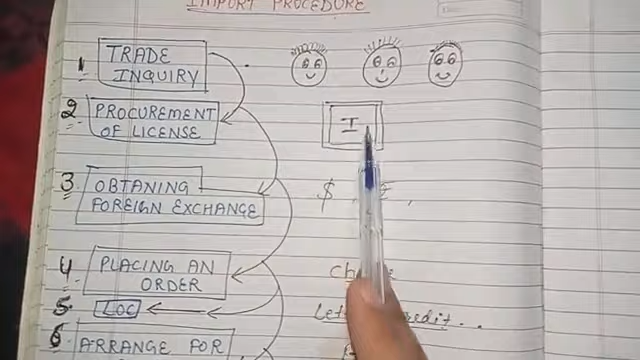 IMPORT PROCEDURE
1 TRADE
INQUIRY
2 PROCUREMENT
OF LICENSE
I
3 OBTANING
FOREIGN EXCHANGE
$
4 PLACING AN
ORDER
5 LOC
6 ARRANGE FOR